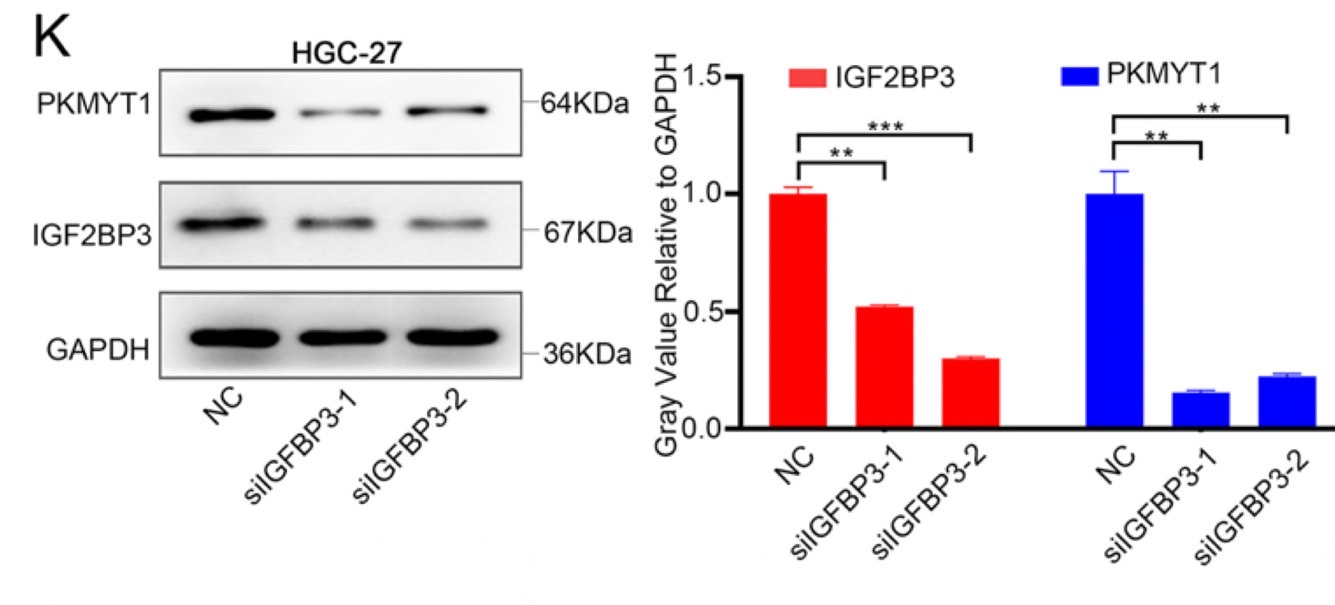 K
HGC-27
PKMYT1
64KDa
IGF2BP3
67KDa
GAPDH
36KDa
NC
siIGFBP3-1
siIGFBP3-2
Gray Value Relative to GAPDH
1.5
1.0
0.5
0.0
IGF2BP3
PKMYT1
***
**
**
**
NC
siIGFBP3-1
siIGFBP3-2
NC
siIGFBP3-1
siIGFBP3-2